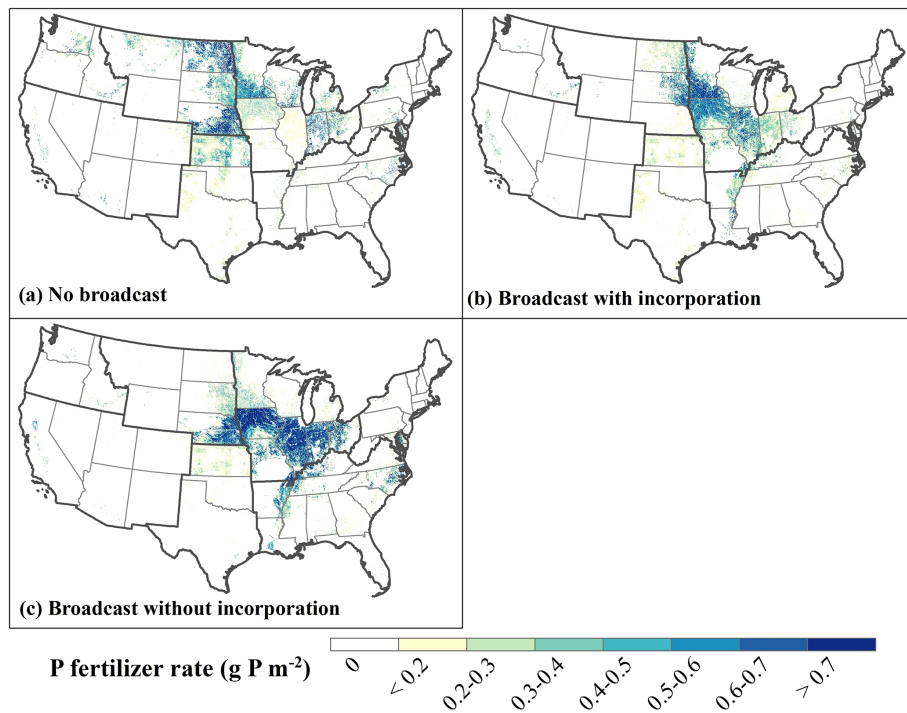 (a) No broadcast
(b) Broadcast with incorporation
(c) Broadcast without incorporation
P fertilizer rate (g P m⁻²)
0
< 0.2
0.2-0.3
0.3-0.4
0.4-0.5
0.5-0.6
0.6-0.7
> 0.7